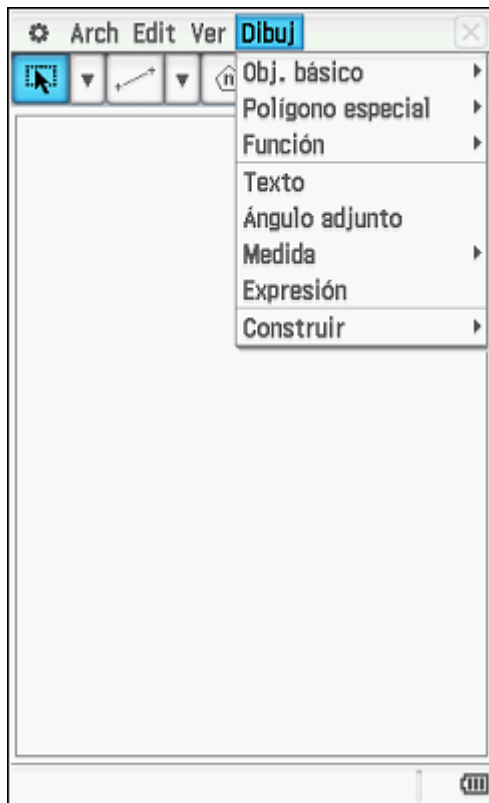 Arch Edit Ver Dibuj
Obj. básico
Polígono especial
Función
Texto
Ángulo adjunto
Medida
Expresión
Construir